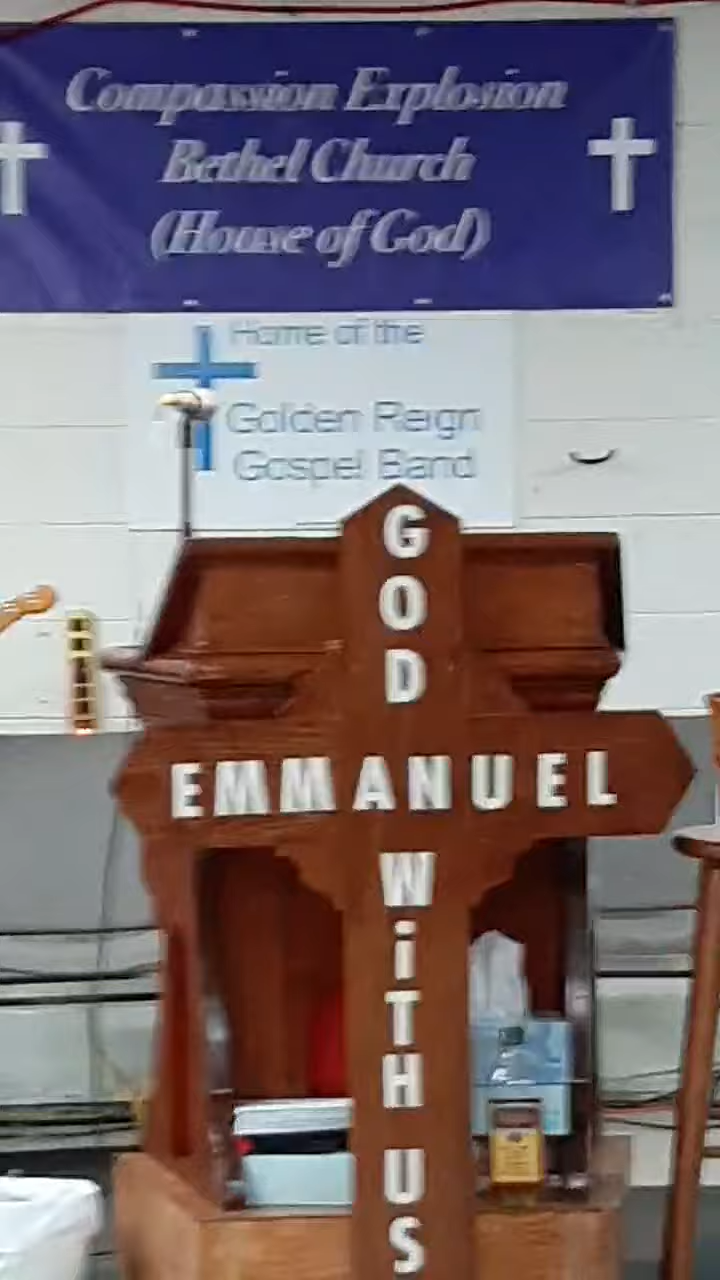 Compassion Explosion
Bethel Church
(House of God)
Home of the
Golden Reign
Gospel Band
GOD
EMMANUEL
WiTH US